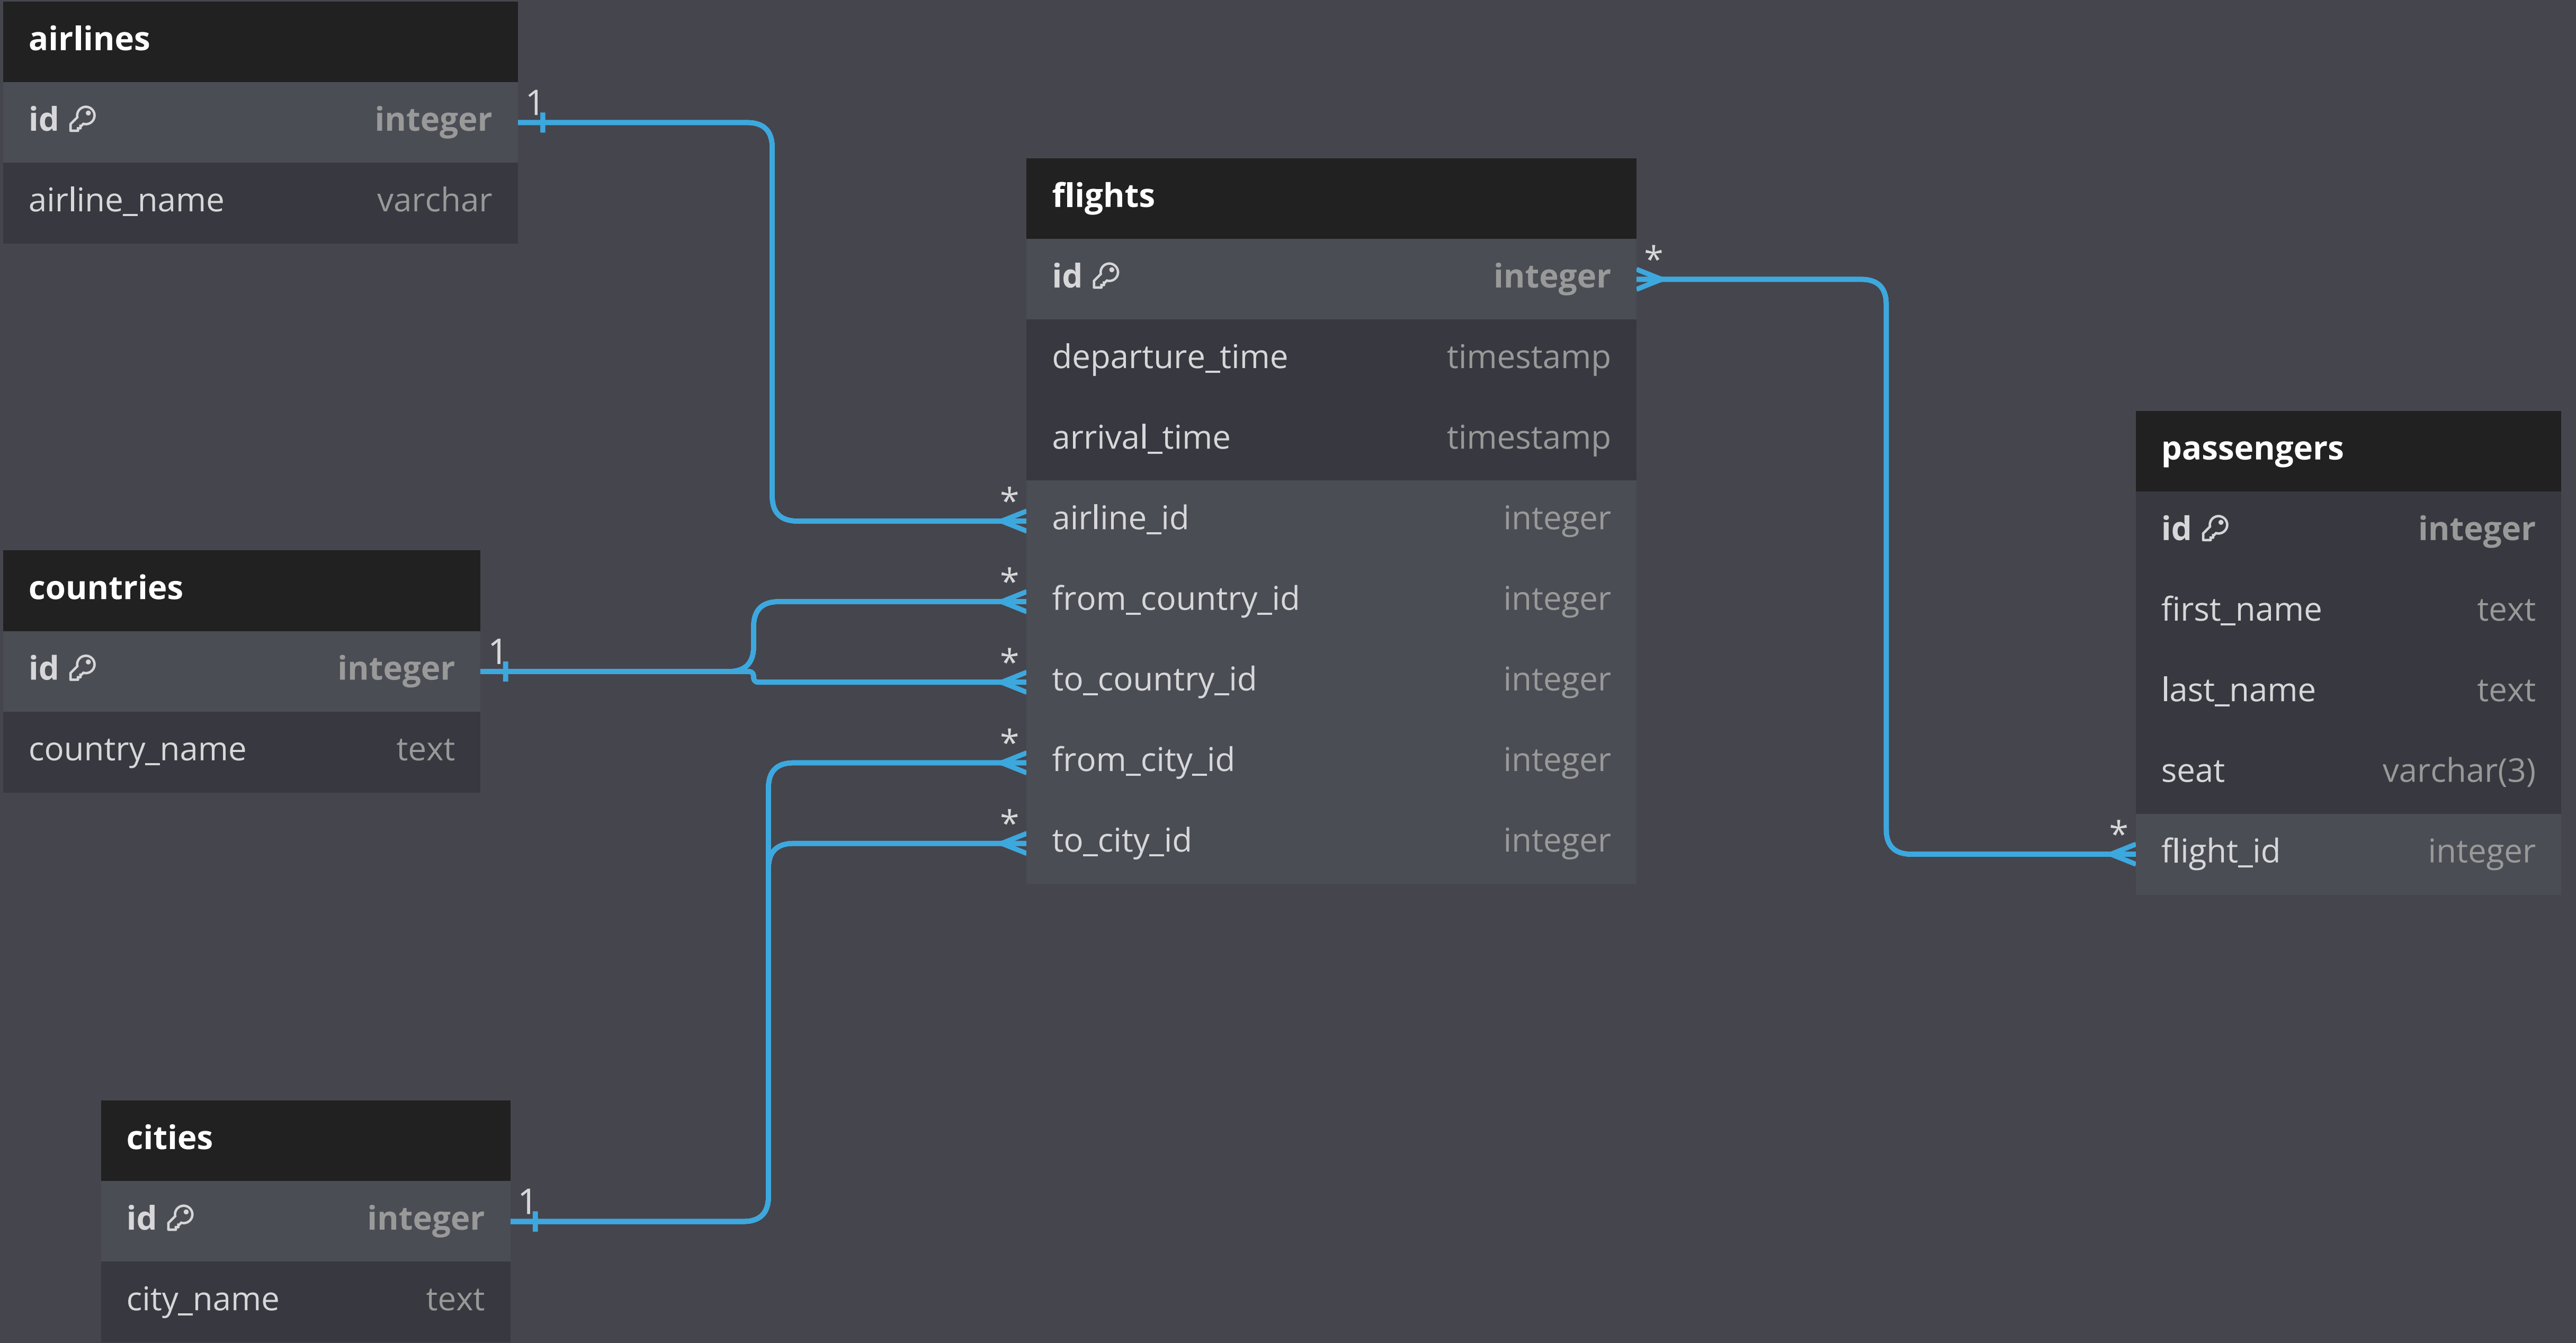 airlines
id integer
airline_name varchar
1
countries
id integer
country_name text
1
cities
id integer
city_name text
1
flights
id integer
departure_time timestamp
arrival_time timestamp
* airline_id integer
* from_country_id integer
* to_country_id integer
* from_city_id integer
* to_city_id integer
*
passengers
id integer
first_name text
last_name text
seat varchar(3)
* flight_id integer